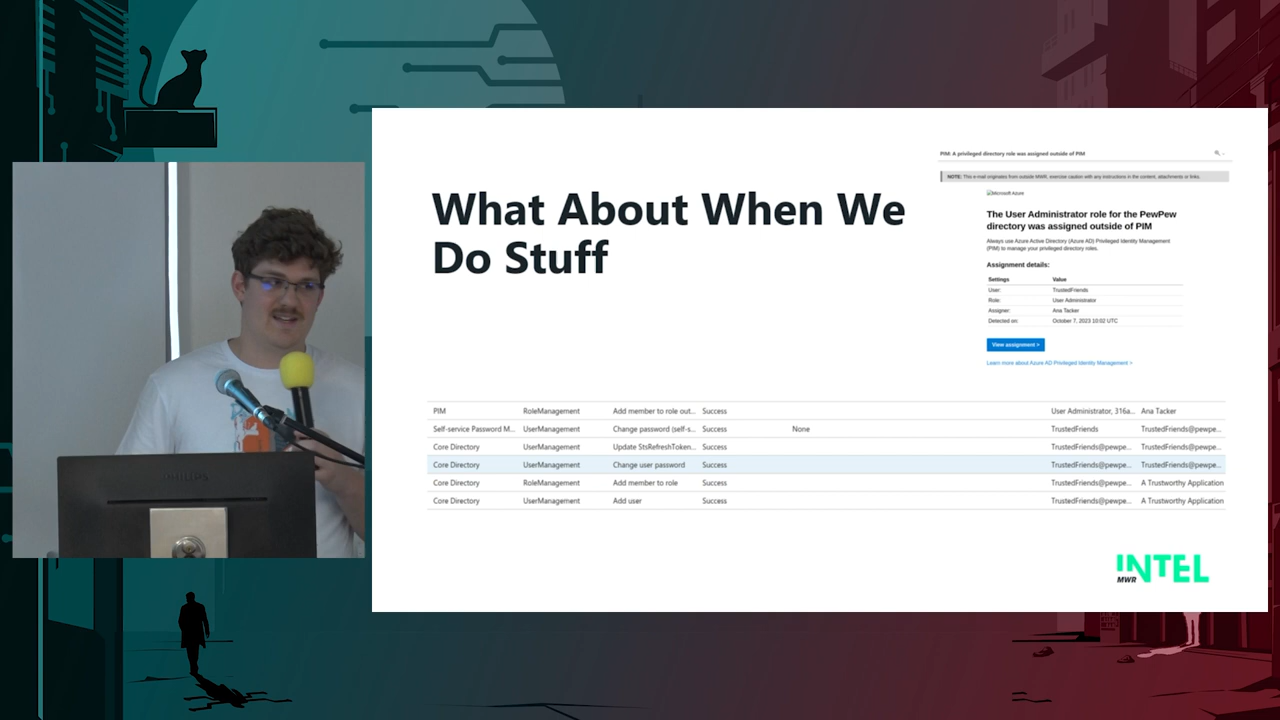 What About When We
Do Stuff
PIM: A privileged directory role was assigned outside of PIM
NOTE: This e-mail originates from outside MWR, exercise caution with any instructions in the content, attachments or links.
Microsoft Azure
The User Administrator role for the PewPew
directory was assigned outside of PIM
Always use Azure Active Directory (Azure AD) Privileged Identity Management
(PIM) to manage your privileged directory roles.
Assignment details:
Settings Value
User: TrustedFriends
Role: User Administrator
Assigner: Ana Tacker
Detected on: October 7, 2023 10:02 UTC
View assignment >
Learn more about Azure AD Privileged Identity Management >
PIM RoleManagement Add member to role out... Success User Administrator, 316a... Ana Tacker
Self-service Password M... UserManagement Change password (self-s... Success None TrustedFriends TrustedFriends@pewpe...
Core Directory UserManagement Update StsRefreshToken... Success TrustedFriends@pewpe... TrustedFriends@pewpe...
Core Directory UserManagement Change user password Success TrustedFriends@pewpe... TrustedFriends@pewpe...
Core Directory RoleManagement Add member to role Success TrustedFriends@pewpe... A Trustworthy Application
Core Directory UserManagement Add user Success TrustedFriends@pewpe... A Trustworthy Application
PHILIPS
INTEL
MWR